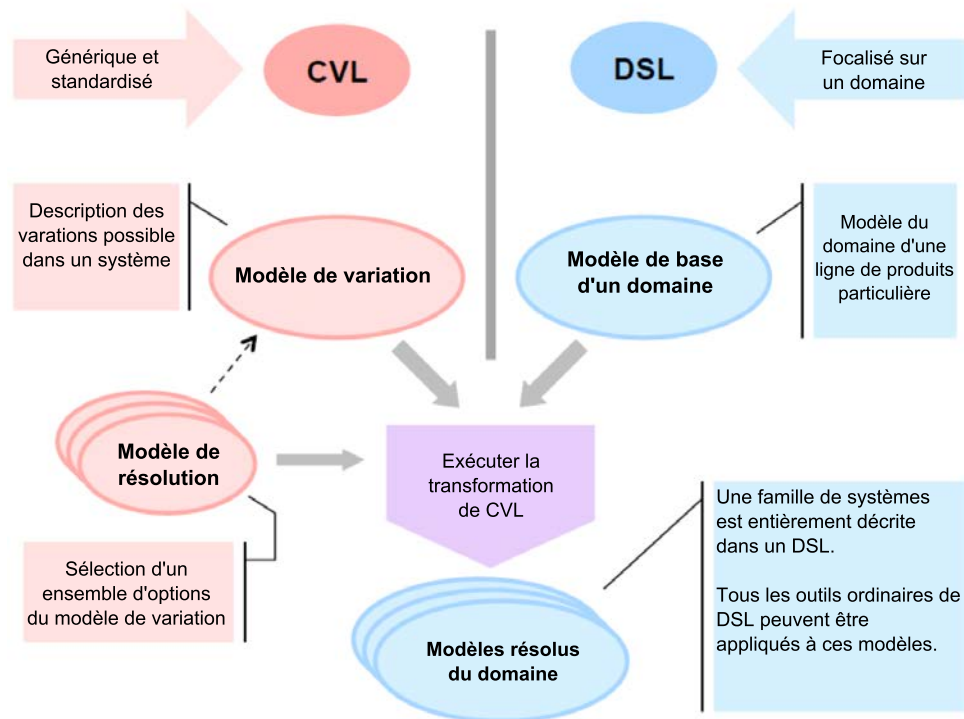 Générique et
standardisé
CVL
DSL
Focalisé sur
un domaine
Description des
varations possible
dans un système
Modèle de variation
Modèle de base
d'un domaine
Modèle du
domaine d'une
ligne de produits
particulière
Modèle de
résolution
Exécuter la
transformation
de CVL
Sélection d'un
ensemble d'options
du modèle de variation
Modèles résolus
du domaine
Une famille de systèmes
est entièrement décrite
dans un DSL.
Tous les outils ordinaires de
DSL peuvent être
appliqués à ces modèles.